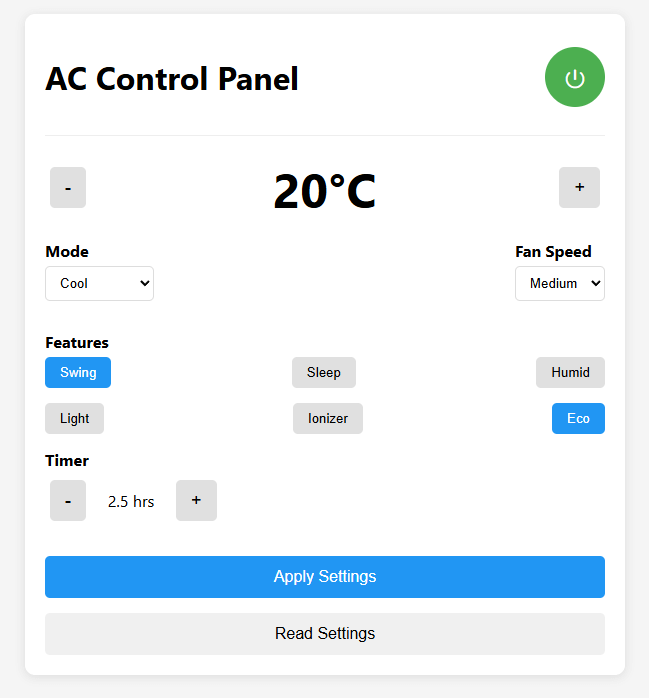 AC Control Panel
- 20°C +
Mode Fan Speed
Cool Medium
Features
Swing Sleep Humid
Light Ionizer Eco
Timer
- 2.5 hrs +
Apply Settings
Read Settings